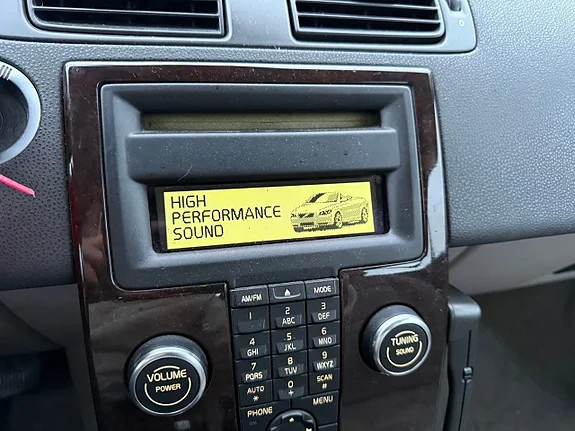 HIGH
PERFORMANCE
SOUND
AM/FM
MODE
1
2
ABC
3
DEF
4
GHI
5
JKL
6
MNO
7
PQRS
8
TUV
9
WXYZ
AUTO
*
0
+
SCAN
#
PHONE
MENU
VOLUME
POWER
TUNING
SOUND